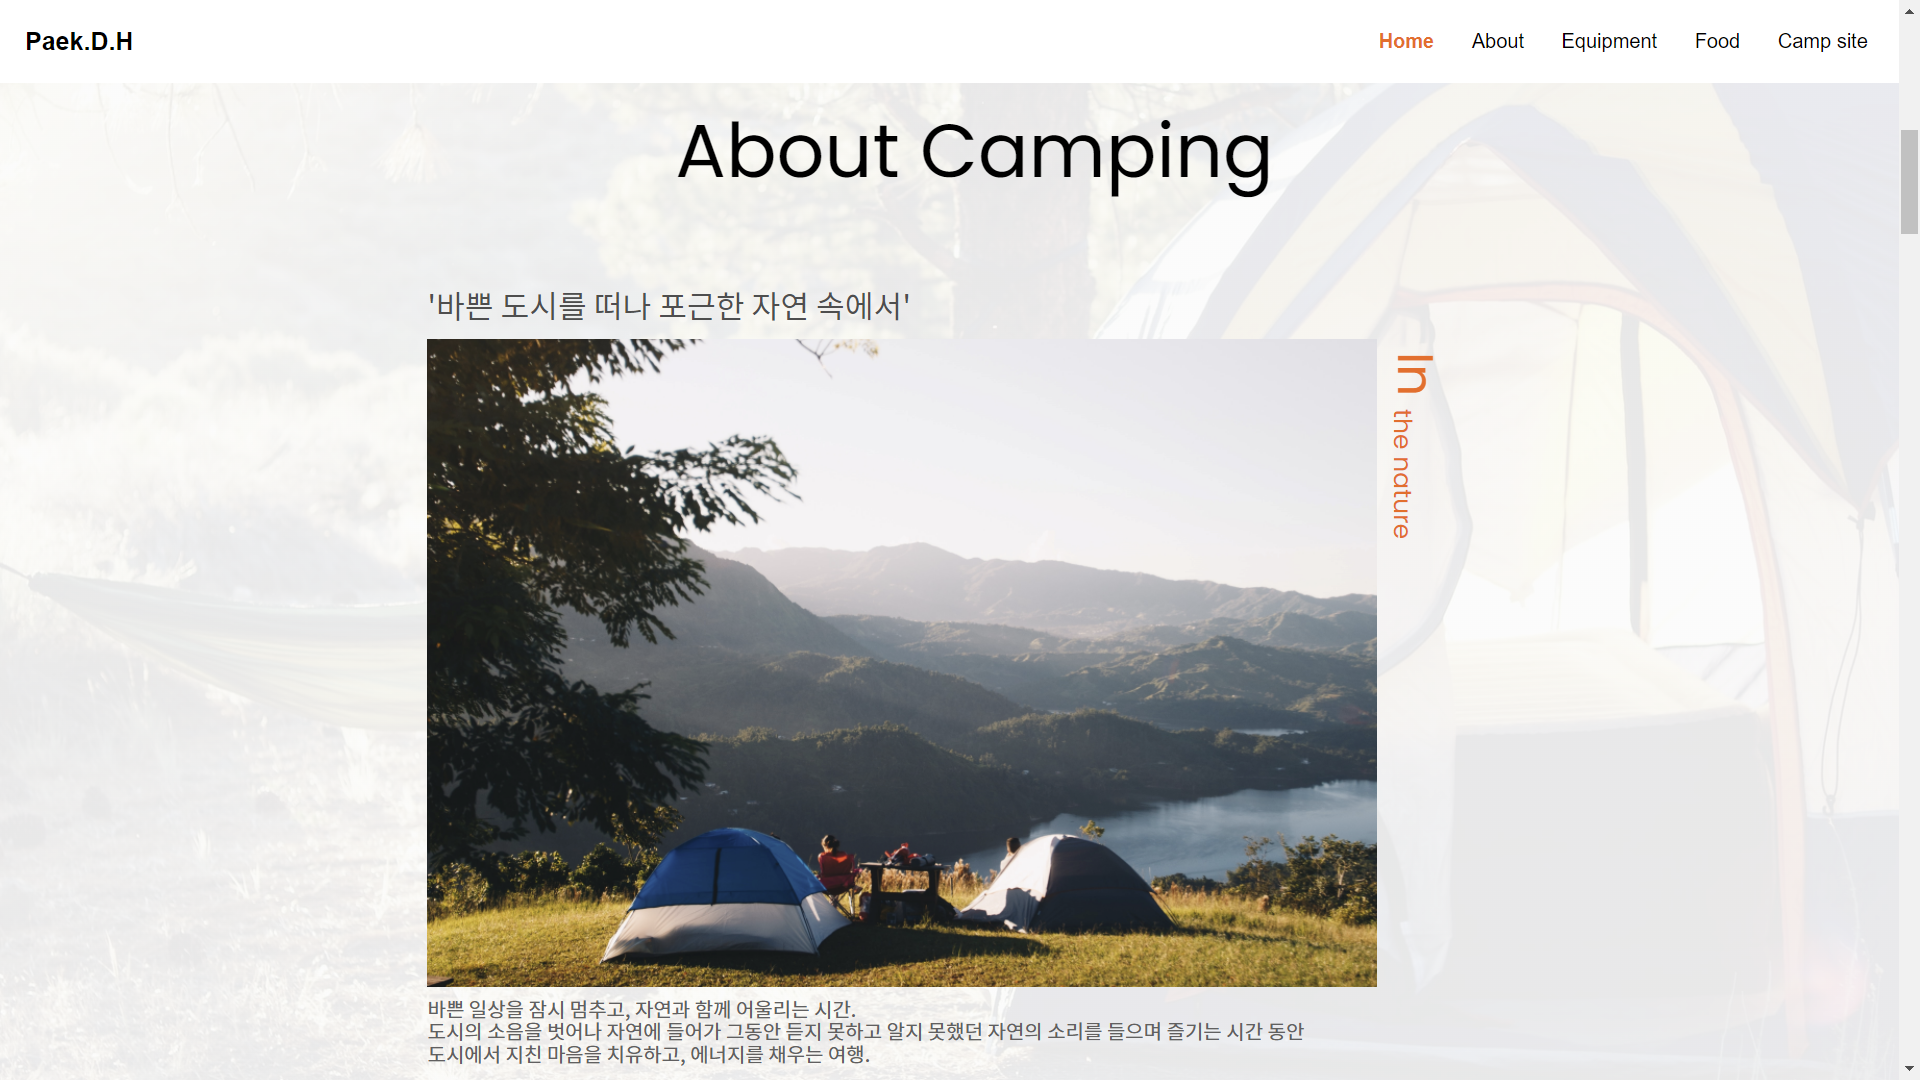 Paek.D.H
Home About Equipment Food Camp site
About Camping
'바쁜 도시를 떠나 포근한 자연 속에서'
In the nature
바쁜 일상을 잠시 멈추고, 자연과 함께 어울리는 시간.
도시의 소음을 벗어나 자연에 들어가 그동안 듣지 못하고 알지 못했던 자연의 소리를 들으며 즐기는 시간 동안
도시에서 지친 마음을 치유하고, 에너지를 채우는 여행.